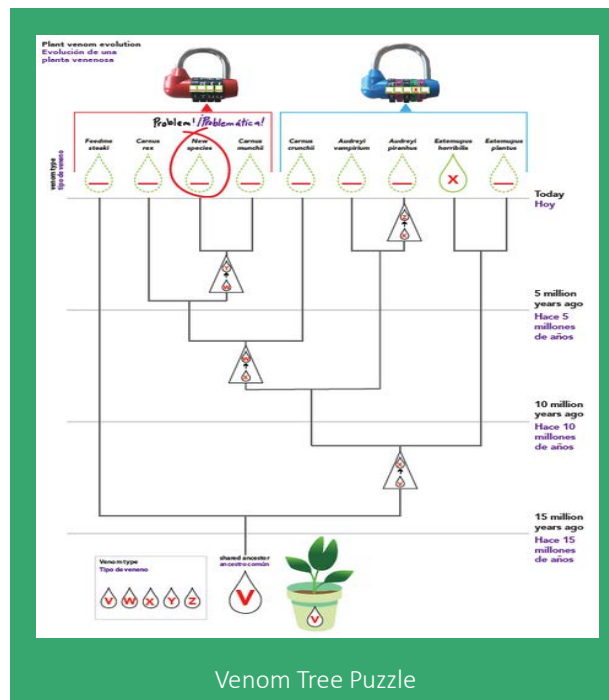 Plant venom evolution
Evolución de una
planta venenosa
Problem!/Problemática!
venom type
tipo de veneno
Feedme
steaki
Carnus
rex
New
species
Carnus
munchii
Carnus
crunchii
Audreyi
vampirium
Audreyi
piranhus
Eatemupus
horribilis
Eatemupus
plantus
X
Today
Hoy
Z
X
Y
W
5 million
years ago
Hace 5
millones
de años
W
X
10 million
years ago
Hace 10
millones
de años
X
V
15 million
years ago
Hace 15
millones
de años
Venom type
Tipo de veneno
V W X Y Z
shared ancestor
ancestro común
V
V
Venom Tree Puzzle